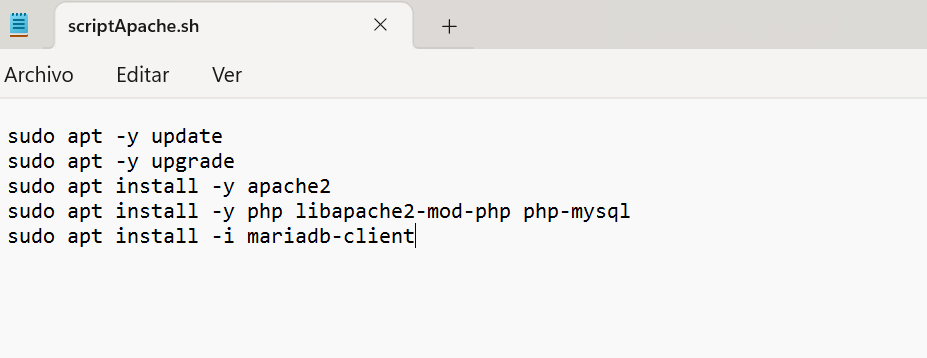 scriptApache.sh
Archivo Editar Ver
sudo apt -y update
sudo apt -y upgrade
sudo apt install -y apache2
sudo apt install -y php libapache2-mod-php php-mysql
sudo apt install -i mariadb-client